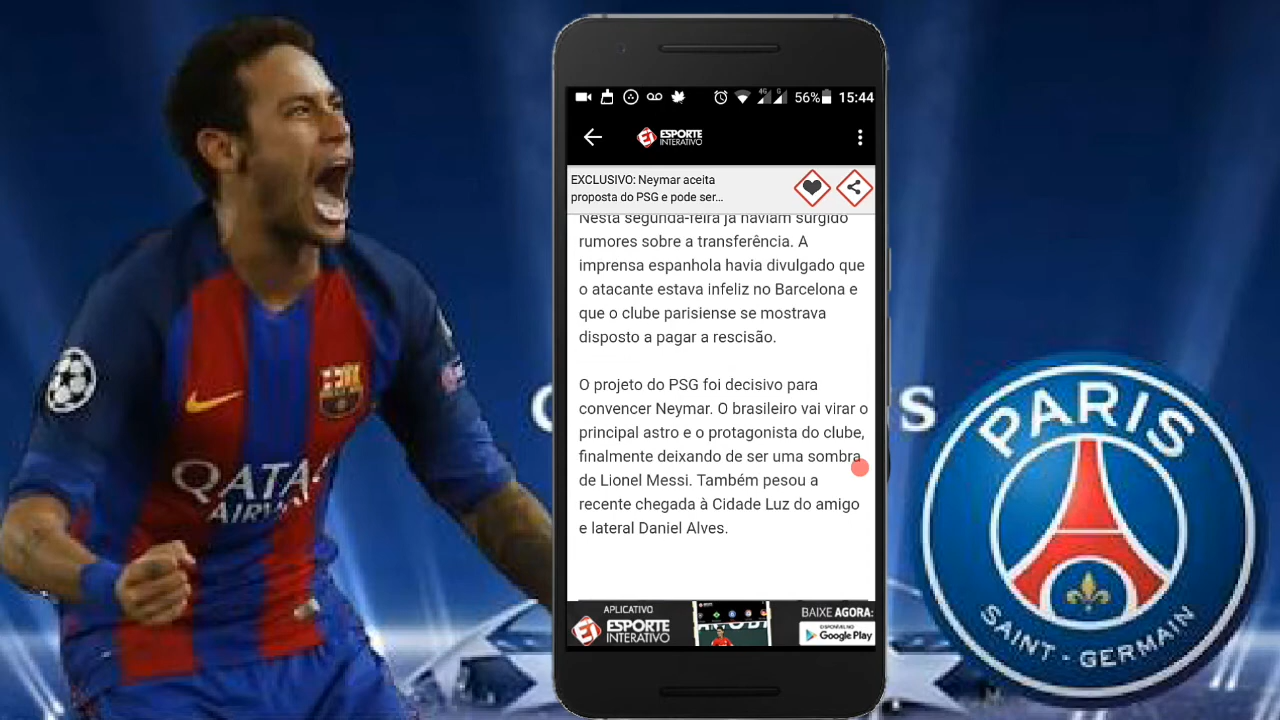 QATAR
AIRWAYS
C
S
56%
15:44
ESPORTE
INTERATIVO
EXCLUSIVO: Neymar aceita
proposta do PSG e pode ser...
Nesta segunda-feira já haviam surgido
rumores sobre a transferência. A
imprensa espanhola havia divulgado que
o atacante estava infeliz no Barcelona e
que o clube parisiense se mostrava
disposto a pagar a rescisão.
O projeto do PSG foi decisivo para
convencer Neymar. O brasileiro vai virar o
principal astro e o protagonista do clube,
finalmente deixando de ser uma sombra
de Lionel Messi. Também pesou a
recente chegada à Cidade Luz do amigo
e lateral Daniel Alves.
APLICATIVO
ESPORTE
INTERATIVO
BAIXE AGORA:
DISPONÍVEL NO
Google Play
PARIS
SAINT-GERMAIN